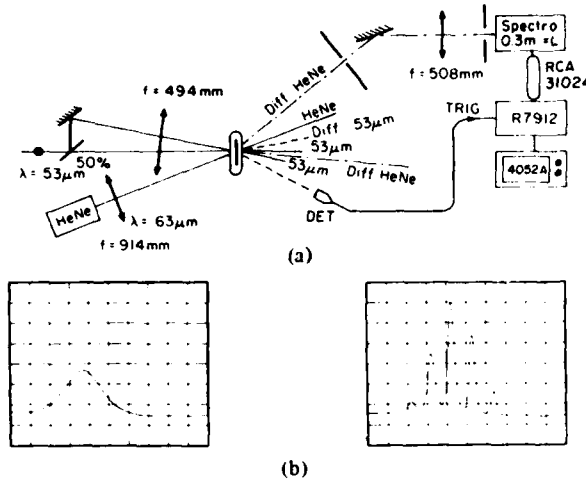 Spectro
0.3m =L
f = 508mm
RCA
31024
TRIG
R7912
4052A
Diff HeNe
f = 494mm
HeNe
Diff 53μm
53μm
53μm
Diff HeNe
50%
λ = 53μm
HeNe
λ = 63μm
f = 914mm
DET
(a)
(b)